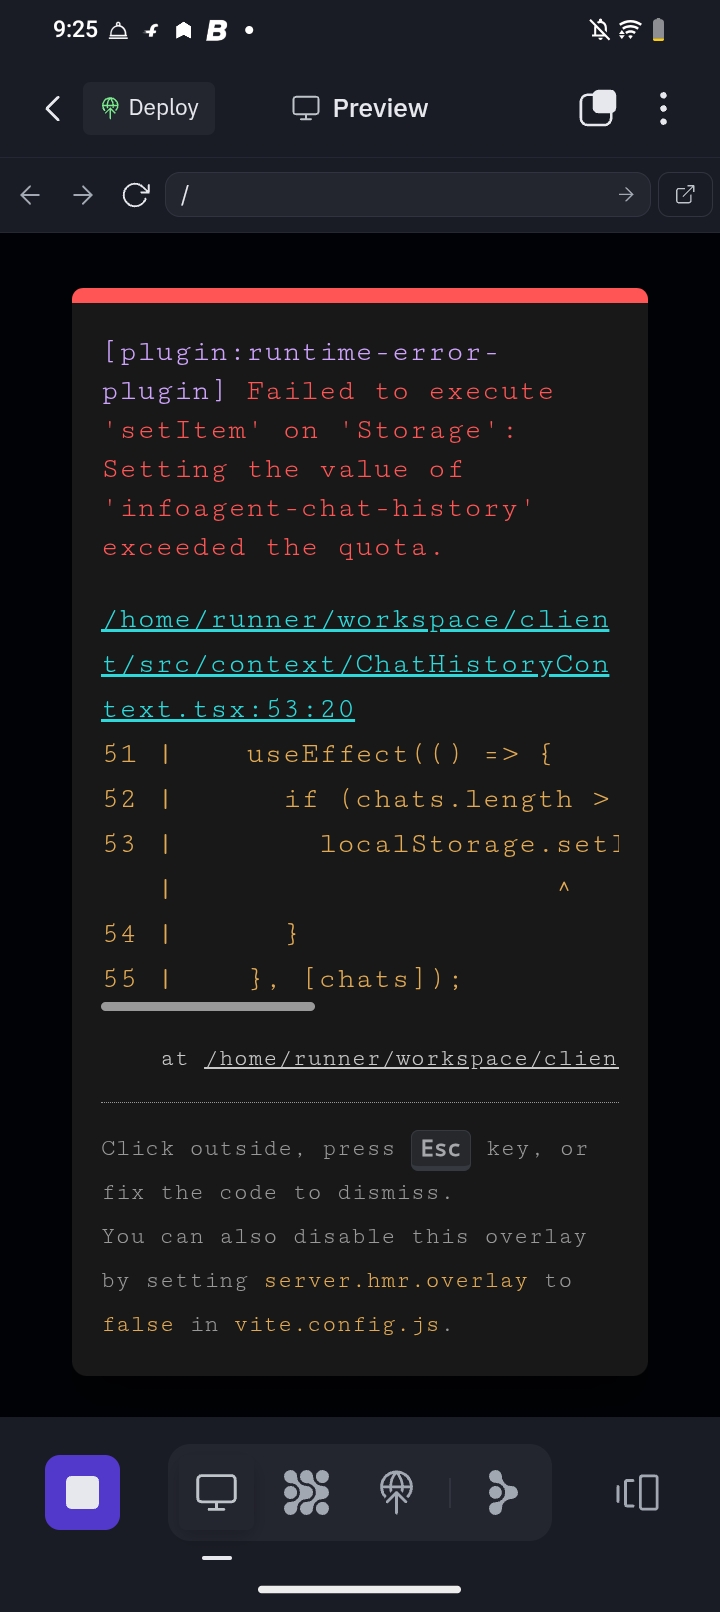 9:25
Deploy
Preview
/
[plugin:runtime-error-
plugin] Failed to execute
'setItem' on 'Storage':
Setting the value of
'infoagent-chat-history'
exceeded the quota.
/home/runner/workspace/clien
t/src/context/ChatHistoryCon
text.tsx:53:20
51 |    useEffect(() => {
52 |      if (chats.length >
53 |        localStorage.setI
   |                     ^
54 |      }
55 |    }, [chats]);
at /home/runner/workspace/clien
Click outside, press Esc key, or
fix the code to dismiss.
You can also disable this overlay
by setting server.hmr.overlay to
false in vite.config.js.